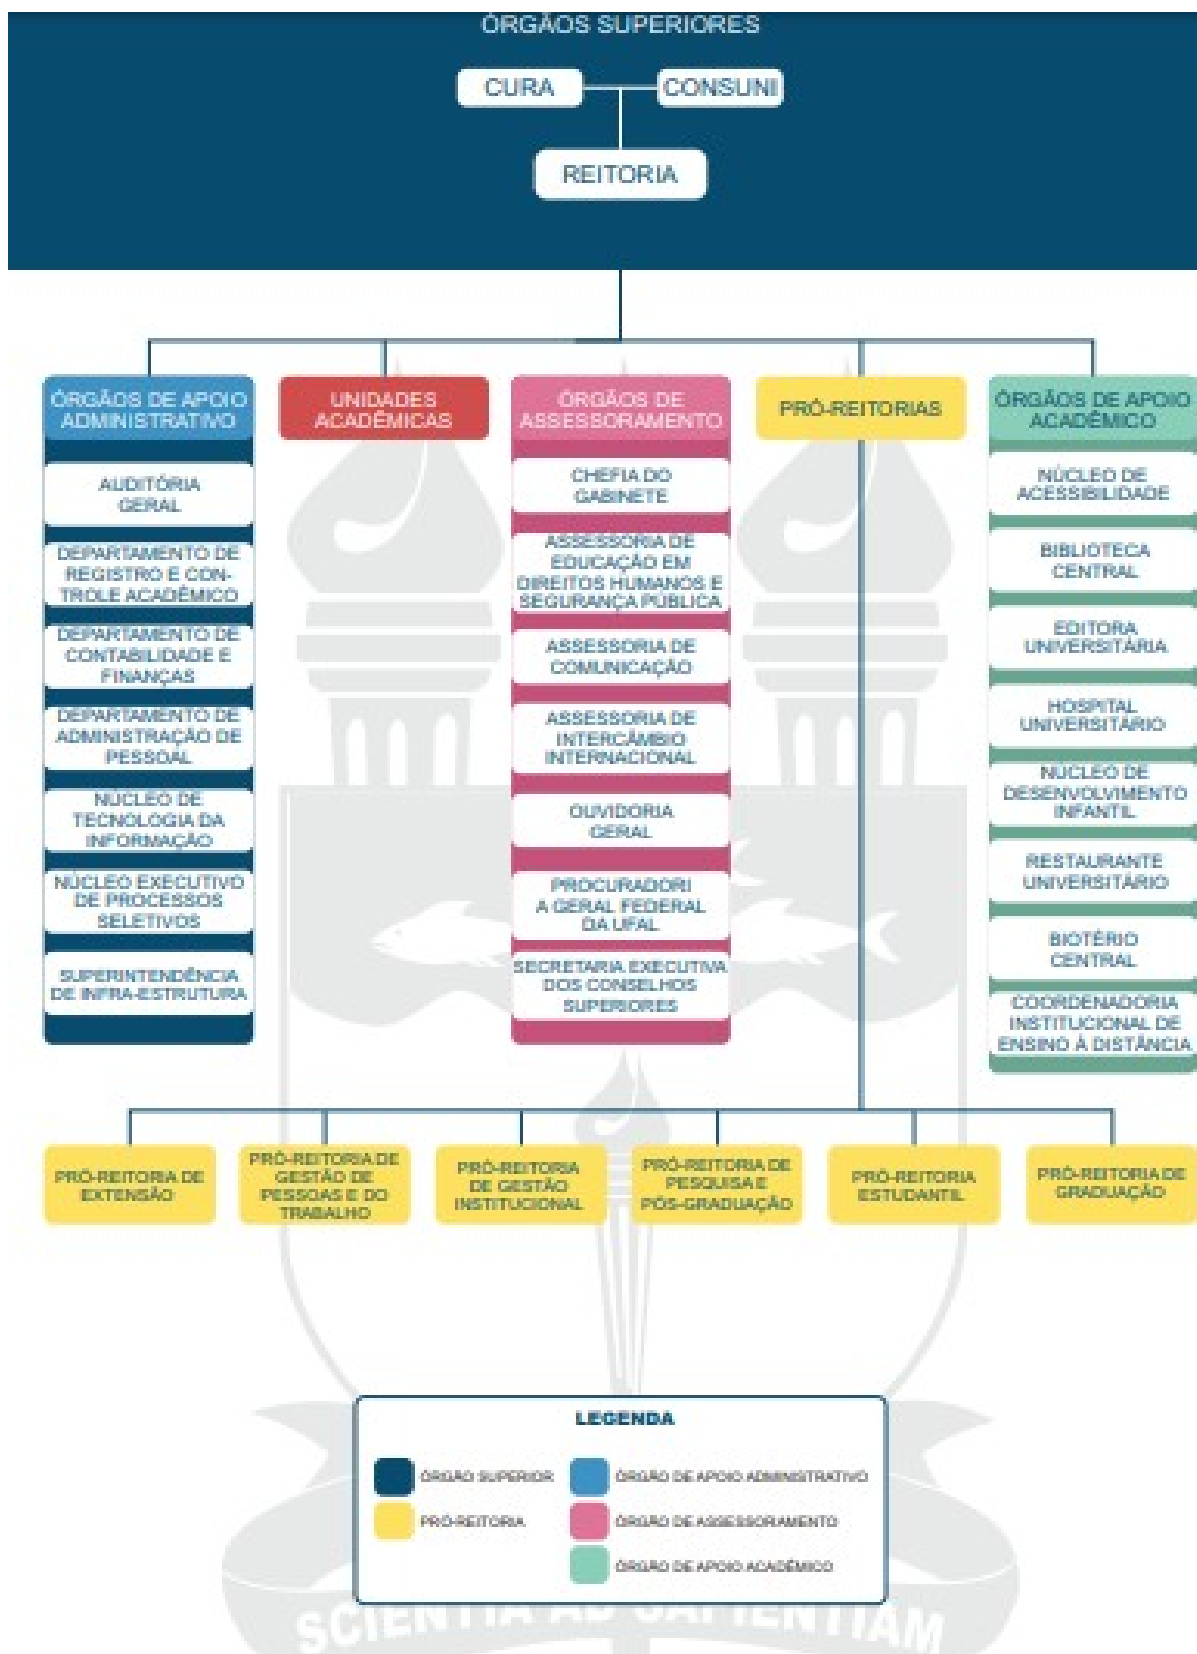 ÓRGÃOS SUPERIORES
CURA
CONSUNI
REITORIA
ÓRGÃOS DE APOIO
ADMINISTRATIVO
AUDITÓRIA
GERAL
DEPARTAMENTO DE
REGISTRO E CON-
TROLE ACADÊMICO
DEPARTAMENTO DE
CONTABILIDADE E
FINANÇAS
DEPARTAMENTO DE
ADMINISTRAÇÃO DE
PESSOAL
NÚCLEO DE
TECNOLOGIA DA
INFORMAÇÃO
NÚCLEO EXECUTIVO
DE PROCESSOS
SELETIVOS
SUPERINTENDÊNCIA
DE INFRA-ESTRUTURA
UNIDADES
ACADÊMICAS
ÓRGÃOS DE
ASSESSORAMENTO
CHEFIA DO
GABINETE
ASSESSORIA DE
EDUCAÇÃO EM
DIREITOS HUMANOS E
SEGURANÇA PÚBLICA
ASSESSORIA DE
COMUNICAÇÃO
ASSESSORIA DE
INTERCÂMBIO
INTERNACIONAL
OUVIDORIA
GERAL
PROCURADORI
A GERAL FEDERAL
DA UFAL
SECRETARIA EXECUTIVA
DOS CONSELHOS
SUPERIORES
PRÓ-REITORIAS
ÓRGÃOS DE APOIO
ACADÊMICO
NÚCLEO DE
ACESSIBILIDADE
BIBLIOTECA
CENTRAL
EDITORA
UNIVERSITÁRIA
HOSPITAL
UNIVERSITÁRIO
NÚCLEO DE
DESENVOLVIMENTO
INFANTIL
RESTAURANTE
UNIVERSITÁRIO
BIOTÉRIO
CENTRAL
COORDENADORIA
INSTITUCIONAL DE
ENSINO À DISTÂNCIA
PRÓ-REITORIA DE
EXTENSÃO
PRÓ-REITORIA DE
GESTÃO DE
PESSOAS E DO
TRABALHO
PRÓ-REITORIA
DE GESTÃO
INSTITUCIONAL
PRÓ-REITORIA DE
PESQUISA E
PÓS-GRADUAÇÃO
PRÓ-REITORIA
ESTUDANTIL
PRÓ-REITORIA DE
GRADUAÇÃO
LEGENDA
ÓRGÃO SUPERIOR
PRÓ-REITORIA
ÓRGÃO DE APOIO ADMINISTRATIVO
ÓRGÃO DE ASSESSORAMENTO
ÓRGÃO DE APOIO ACADÊMICO
SCIENTIA AD SAPIENTIAM